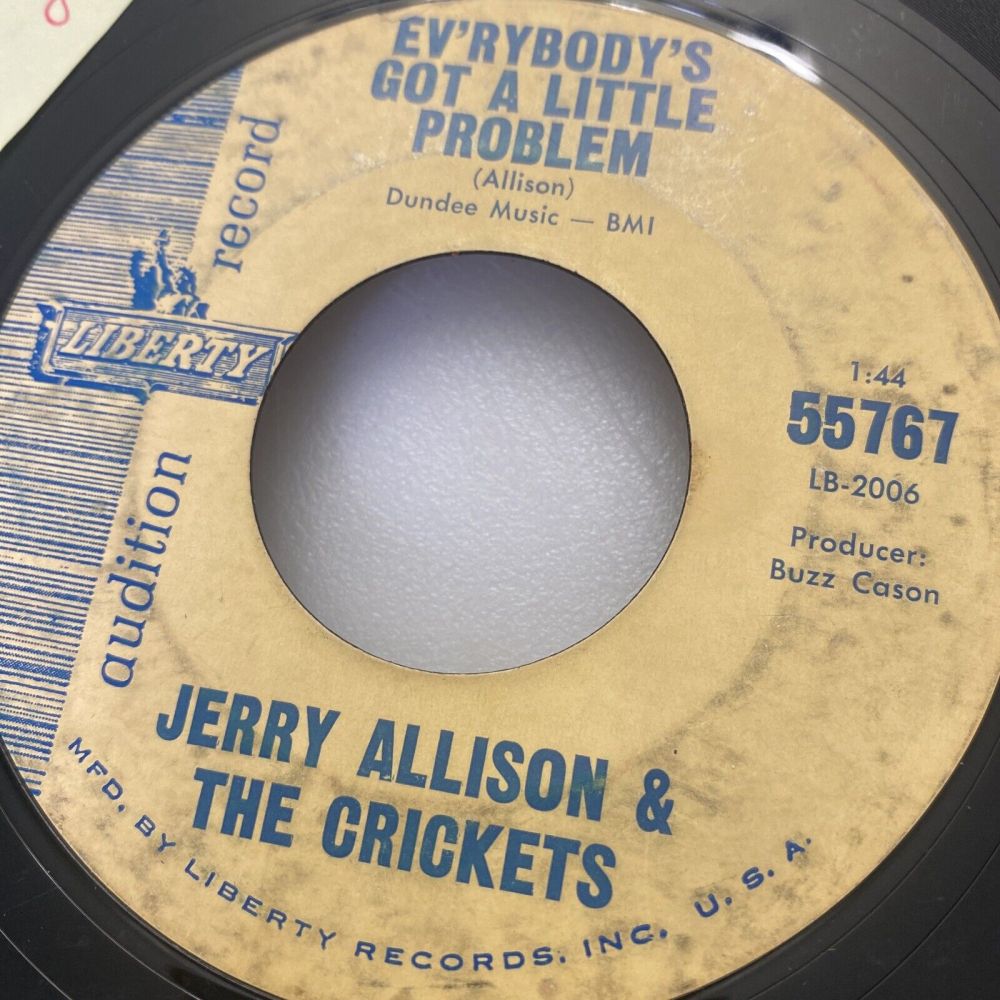 EV'RYBODY'S
GOT A LITTLE
PROBLEM
(Allison)
Dundee Music — BMI
record
LIBERTY
audition
1:44
55767
LB-2006
Producer:
Buzz Cason
JERRY ALLISON &
THE CRICKETS
MFD. BY LIBERTY RECORDS, INC. U. S. A.